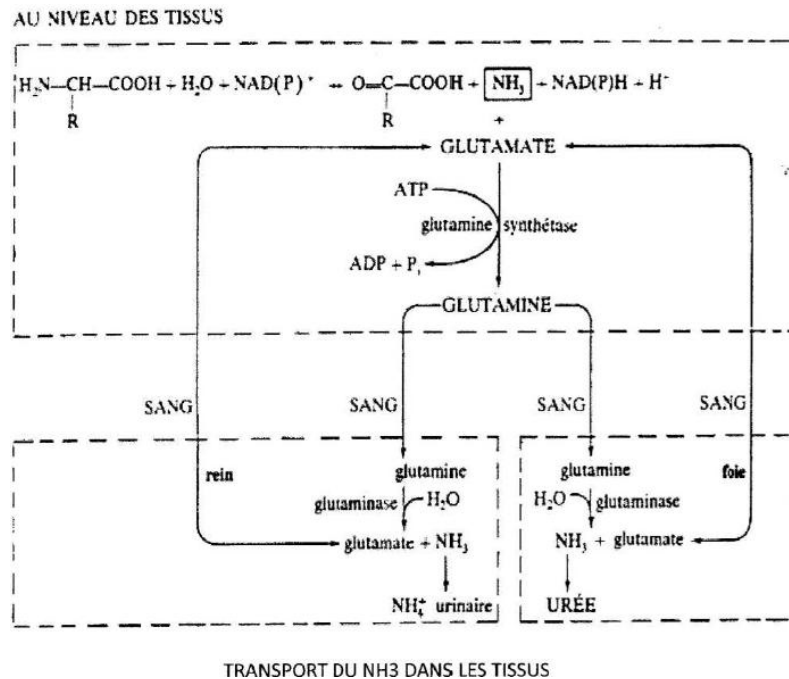 AU NIVEAU DES TISSUS
H₂N—CH—COOH + H₂O + NAD(P)⁺ ↔ O=C—COOH + NH₃ + NAD(P)H + H⁺
R R +
GLUTAMATE
ATP
glutamine synthétase
ADP + Pᵢ
GLUTAMINE
SANG SANG SANG SANG
rein glutamine glutamine foie
glutaminase H₂O H₂O glutaminase
glutamate + NH₃ NH₃ + glutamate
NH₄⁺ urinaire URÉE
TRANSPORT DU NH3 DANS LES TISSUS